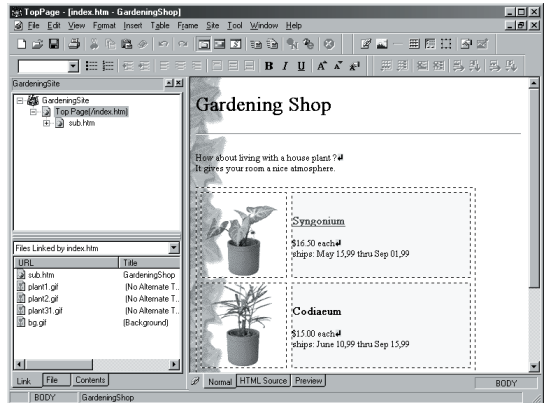 TopPage - [index.htm - GardeningShop]
File Edit View Format Insert Table Frame Site Tool Window Help
B I U A A A
GardeningSite
GardeningSite
Top Page(/index.htm)
sub.htm
Files Linked by index.htm
URL Title
sub.htm GardeningShop
plant1.gif (No Alternate T...
plant2.gif (No Alternate T...
plant31.gif (No Alternate T...
bg.gif (Background)
Link File Contents
Gardening Shop
How about living with a house plant ?
It gives your room a nice atmosphere.
Syngonium
$16.50 each
ships: May 15,99 thru Sep 01,99
Codiaeum
$15.00 each
ships: June 10,99 thru Sep 15,99
Normal HTML Source Preview
BODY
BODY GardeningShop